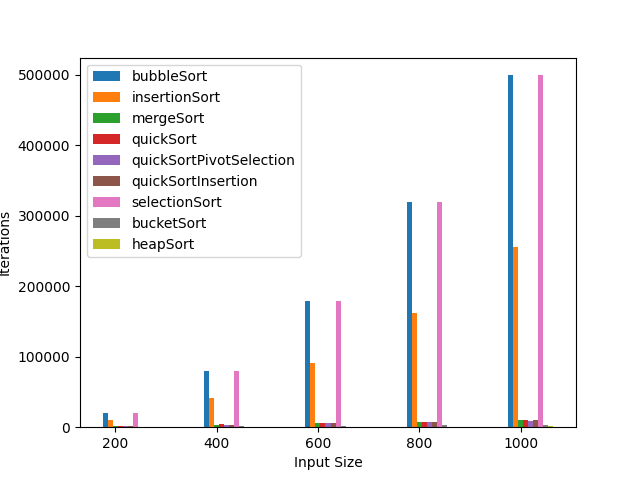 500000
400000
300000
200000
100000
0
Iterations
bubbleSort
insertionSort
mergeSort
quickSort
quickSortPivotSelection
quickSortInsertion
selectionSort
bucketSort
heapSort
200 400 600 800 1000
Input Size